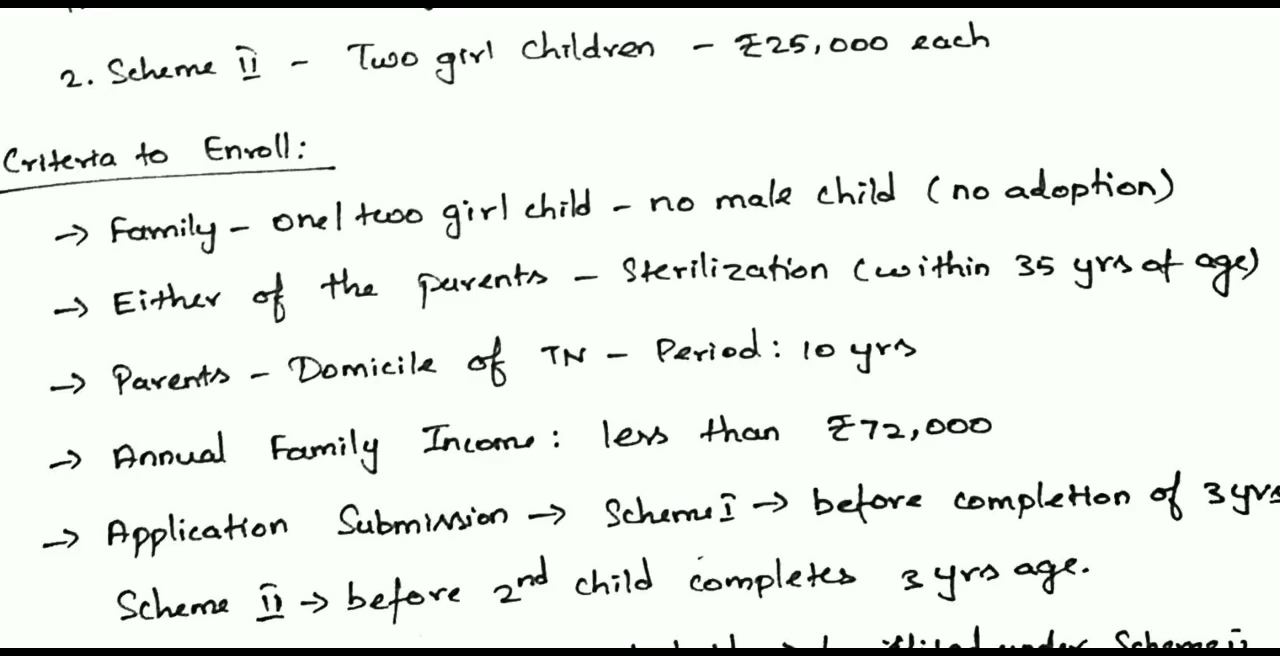 2. Scheme II - Two girl children - ₹25,000 each
Criteria to Enroll:
→ Family - one/two girl child - no male child (no adoption)
→ Either of the parents - Sterilization (within 35 yrs of age)
→ Parents - Domicile of TN - Period: 10 yrs
→ Annual Family Income: less than ₹72,000
→ Application Submission → Scheme I → before completion of 3 yrs
Scheme II → before 2nd child completes 3 yrs age.
under Scheme II